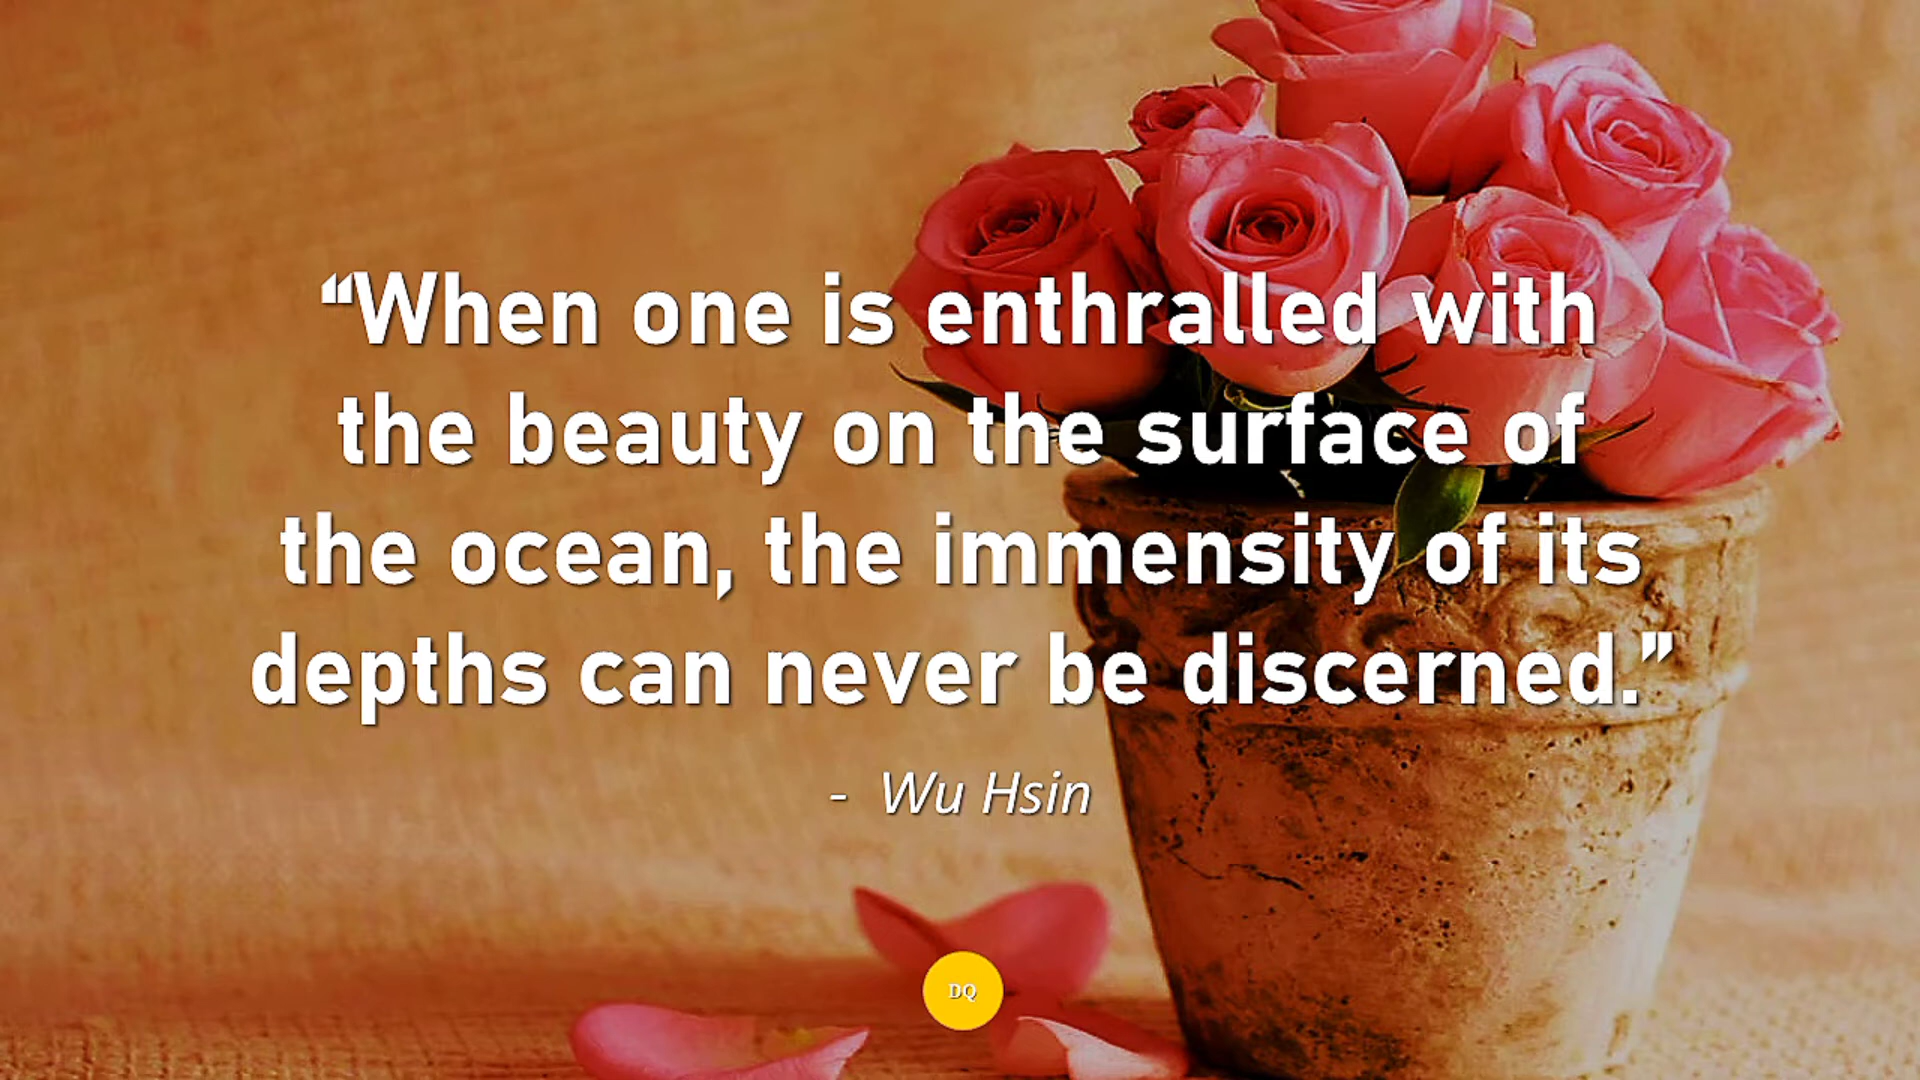 “When one is enthralled with
the beauty on the surface of
the ocean, the immensity of its
depths can never be discerned.”
- Wu Hsin
DQ